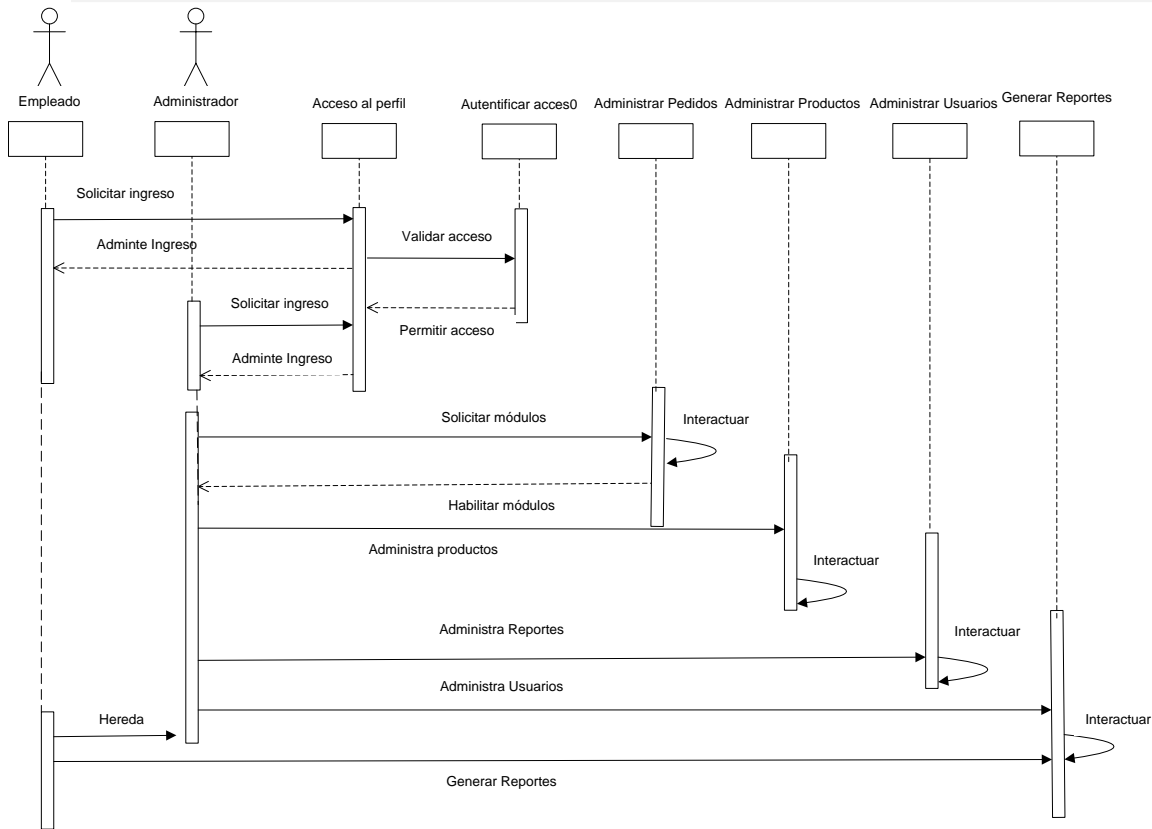 Empleado
Administrador
Acceso al perfil
Autentificar acces0
Administrar Pedidos
Administrar Productos
Administrar Usuarios
Generar Reportes
Solicitar ingreso
Validar acceso
Adminte Ingreso
Solicitar ingreso
Permitir acceso
Adminte Ingreso
Solicitar módulos
Interactuar
Habilitar módulos
Administra productos
Interactuar
Administra Reportes
Interactuar
Administra Usuarios
Hereda
Interactuar
Generar Reportes